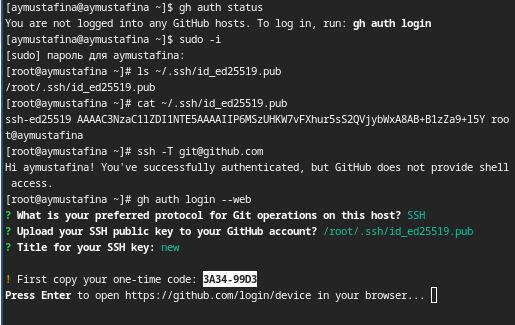 [aymustafina@aymustafina ~]$ gh auth status
You are not logged into any GitHub hosts. To log in, run: gh auth login
[aymustafina@aymustafina ~]$ sudo -i
[sudo] пароль для aymustafina:
[root@aymustafina ~]# ls ~/.ssh/id_ed25519.pub
/root/.ssh/id_ed25519.pub
[root@aymustafina ~]# cat ~/.ssh/id_ed25519.pub
ssh-ed25519 AAAAC3NzaC1lZDI1NTE5AAAAIIP6MSzUHKW7vFXhur5sS2QVjybWxA8AB+B1zZa9+15Y roo
t@aymustafina
[root@aymustafina ~]# ssh -T git@github.com
Hi aymustafina! You've successfully authenticated, but GitHub does not provide shell
access.
[root@aymustafina ~]# gh auth login --web
? What is your preferred protocol for Git operations on this host? SSH
? Upload your SSH public key to your GitHub account? /root/.ssh/id_ed25519.pub
? Title for your SSH key: new
! First copy your one-time code: 3A34-99D3
Press Enter to open https://github.com/login/device in your browser...